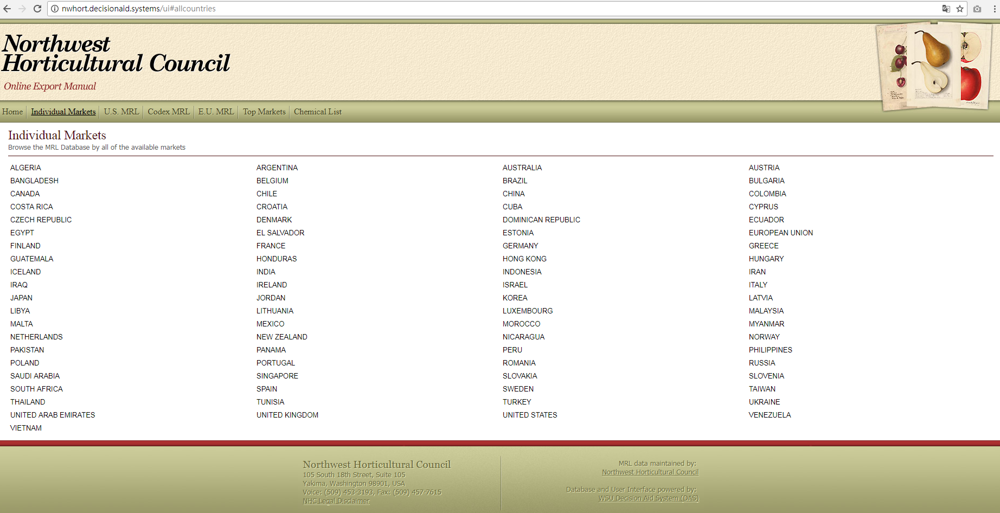 nwhort.decisionaid.systems/ui#allcountries
Northwest
Horticultural Council
Online Export Manual
Home Individual Markets U.S. MRL Codex MRL E.U. MRL Top Markets Chemical List
Individual Markets
Browse the MRL Database by all of the available markets
ALGERIA ARGENTINA AUSTRALIA AUSTRIA
BANGLADESH BELGIUM BRAZIL BULGARIA
CANADA CHILE CHINA COLOMBIA
COSTA RICA CROATIA CUBA CYPRUS
CZECH REPUBLIC DENMARK DOMINICAN REPUBLIC ECUADOR
EGYPT EL SALVADOR ESTONIA EUROPEAN UNION
FINLAND FRANCE GERMANY GREECE
GUATEMALA HONDURAS HONG KONG HUNGARY
ICELAND INDIA INDONESIA IRAN
IRAQ IRELAND ISRAEL ITALY
JAPAN JORDAN KOREA LATVIA
LIBYA LITHUANIA LUXEMBOURG MALAYSIA
MALTA MEXICO MOROCCO MYANMAR
NETHERLANDS NEW ZEALAND NICARAGUA NORWAY
PAKISTAN PANAMA PERU PHILIPPINES
POLAND PORTUGAL ROMANIA RUSSIA
SAUDI ARABIA SINGAPORE SLOVAKIA SLOVENIA
SOUTH AFRICA SPAIN SWEDEN TAIWAN
THAILAND TUNISIA TURKEY UKRAINE
UNITED ARAB EMIRATES UNITED KINGDOM UNITED STATES VENEZUELA
VIETNAM
Northwest Horticultural Council
105 South 18th Street, Suite 105
Yakima, Washington 98901, USA
Voice: (509) 453-3193, Fax: (509) 457-7615
NHC Legal Disclaimer
MRL data maintained by:
Northwest Horticultural Council
Database and User Interface powered by:
WSU Decision Aid System (DAS)